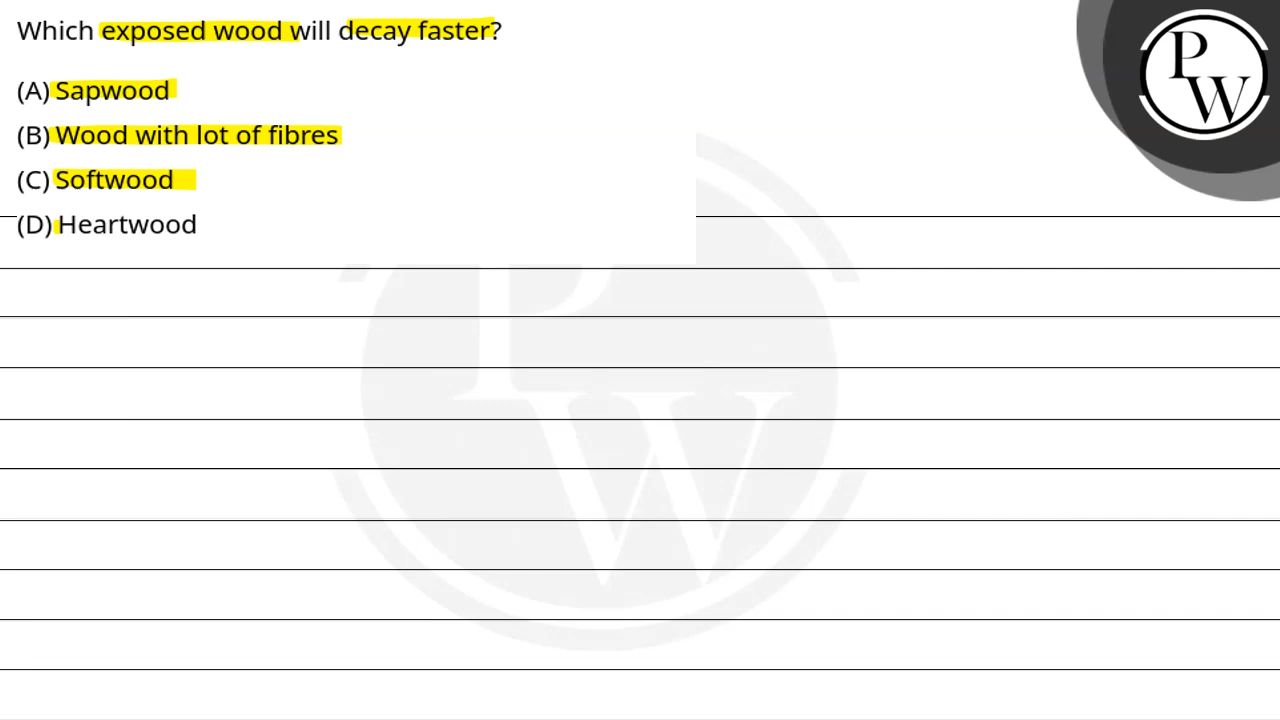 Which exposed wood will decay faster?
(A) Sapwood
(B) Wood with lot of fibres
(C) Softwood
(D) Heartwood
P
W
P
W